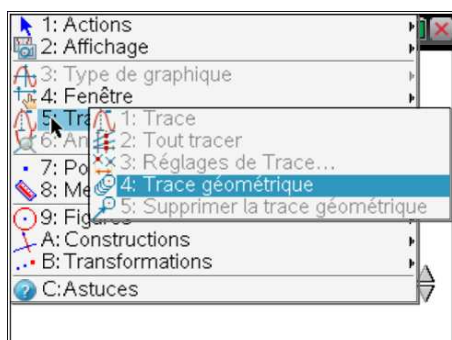 1: Actions
2: Affichage
3: Type de graphique
4: Fenêtre
5: Tra
1: Trace
6: An
2: Tout tracer
3: Réglages de Trace...
7: Po
4: Trace géométrique
8: Me
5: Supprimer la trace géométrique
9: Figures
A: Constructions
B: Transformations
C: Astuces